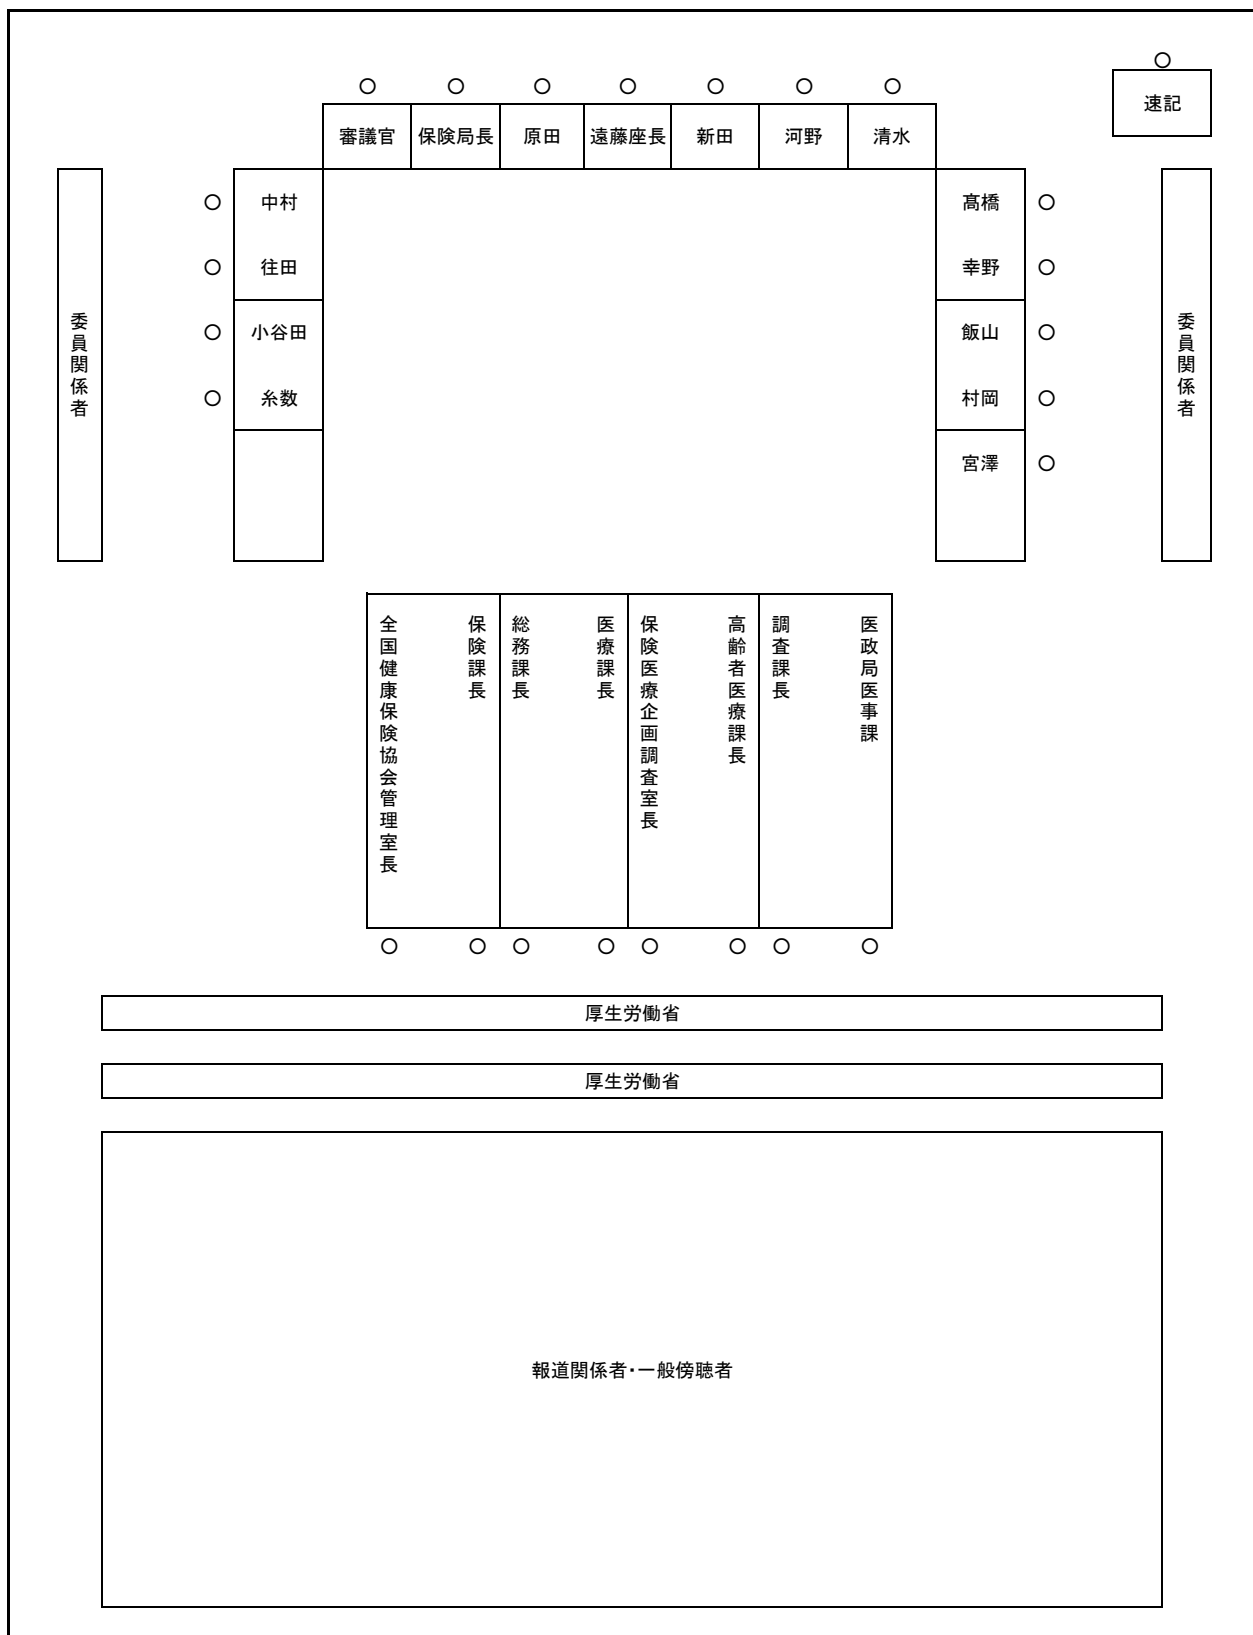 ○ ○ ○ ○ ○ ○ ○
○
速記
審議官 保険局長 原田 遠藤座長 新田 河野 清水
○ 中村
○ 往田
○ 小谷田
○ 糸数
髙橋 ○
幸野 ○
飯山 ○
村岡 ○
宮澤 ○
委員関係者
委員関係者
全国健康保険協会管理室長
保険課長
総務課長
医療課長
保険医療企画調査室長
高齢者医療課長
調査課長
医政局医事課
○ ○ ○ ○ ○ ○ ○ ○
厚生労働省
厚生労働省
報道関係者・一般傍聴者